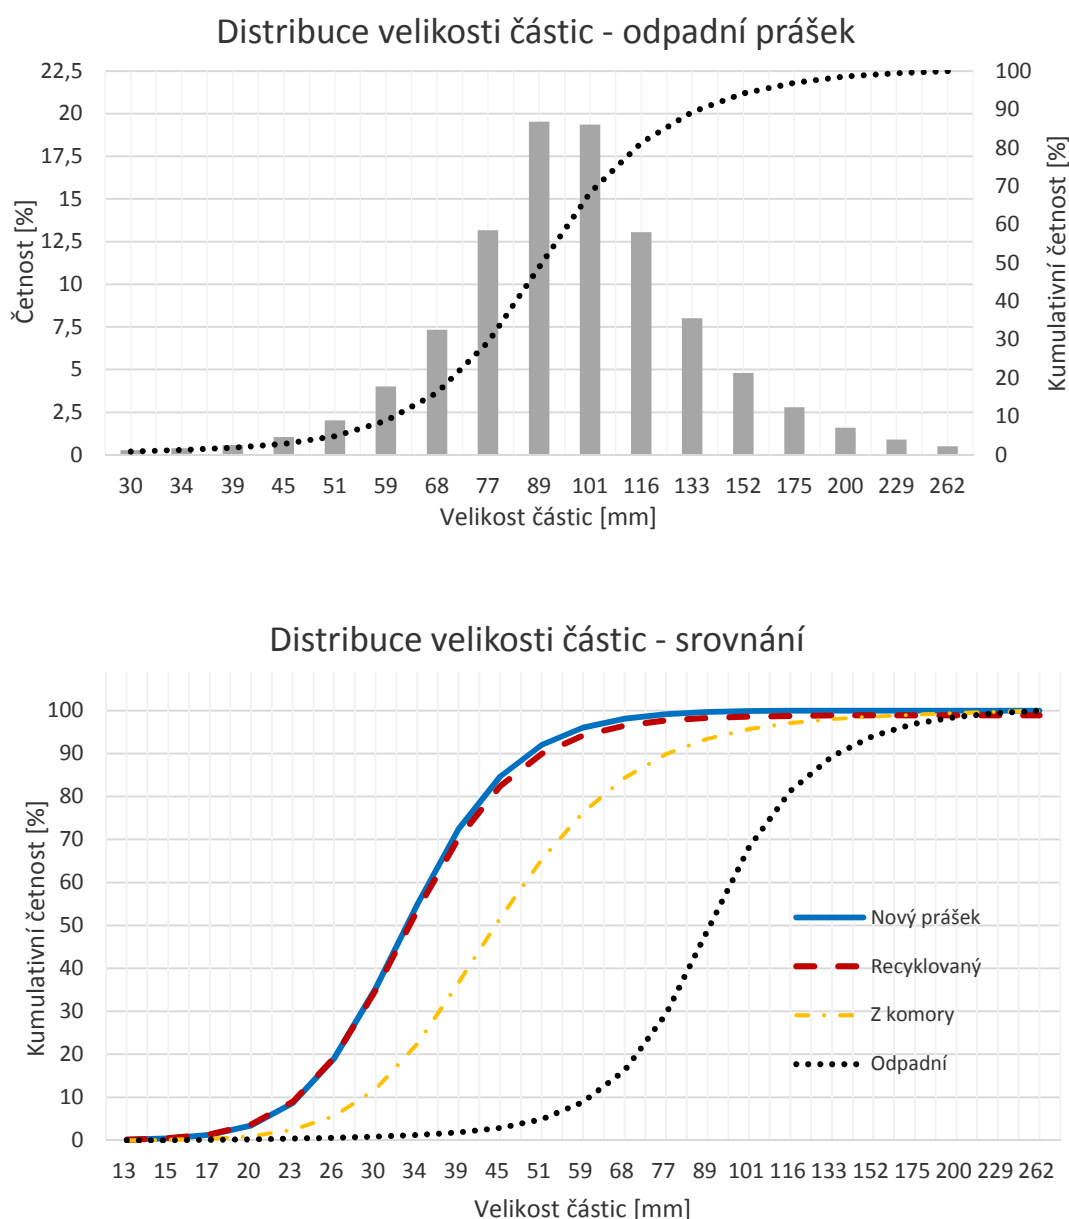 Distribuce velikosti částic - odpadní prášek
Četnost [%]
22,5
20
17,5
15
12,5
10
7,5
5
2,5
0
100
90
80
70
60
50
40
30
20
10
0
Kumulativní četnost [%]
30 34 39 45 51 59 68 77 89 101 116 133 152 175 200 229 262
Velikost částic [mm]
Distribuce velikosti částic - srovnání
Kumulativní četnost [%]
100
90
80
70
60
50
40
30
20
10
0
Nový prášek
Recyklovaný
Z komory
Odpadní
13 15 17 20 23 26 30 34 39 45 51 59 68 77 89 101 116 133 152 175 200 229 262
Velikost částic [mm]